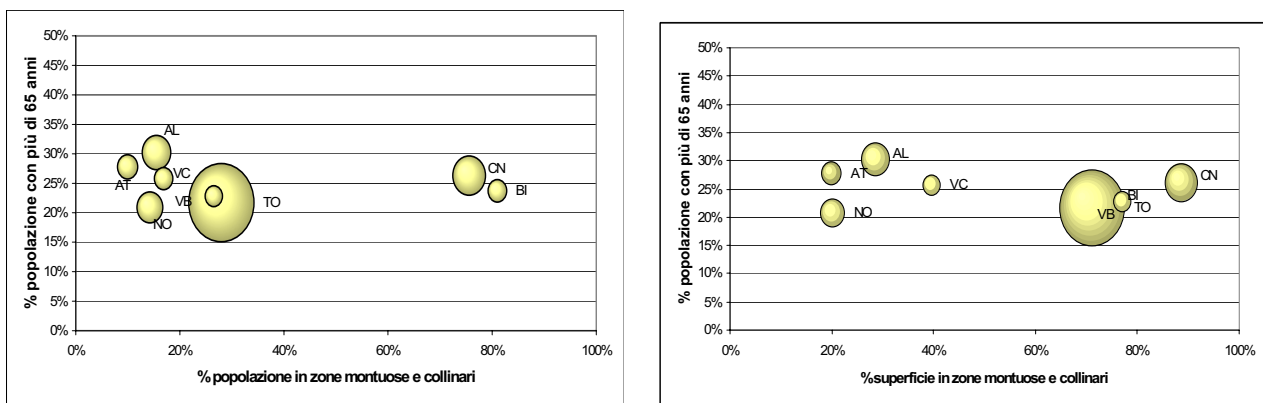 50%
45%
40%
35%
30%
25%
20%
15%
10%
5%
0%
% popolazione con più di 65 anni
AL
AT
VC
NO
VB
TO
CN
BI
0% 20% 40% 60% 80% 100%
% popolazione in zone montuose e collinari
50%
45%
40%
35%
30%
25%
20%
15%
10%
5%
0%
% popolazione con più di 65 anni
AL
AT
VC
NO
BI
VB
TO
CN
0% 20% 40% 60% 80% 100%
% superficie in zone montuose e collinari